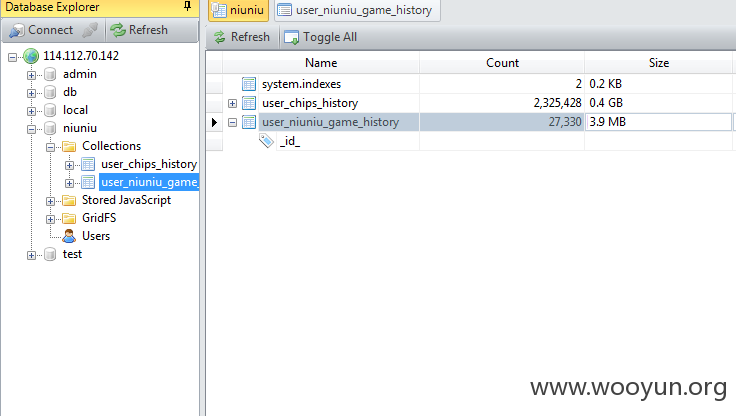 Database Explorer
Connect Refresh
114.112.70.142
admin
db
local
niuniu
Collections
user_chips_history
user_niuniu_game_
Stored JavaScript
GridFS
Users
test
niuniu user_niuniu_game_history
Refresh Toggle All
Name Count Size
system.indexes 2 0.2 KB
user_chips_history 2,325,428 0.4 GB
user_niuniu_game_history 27,330 3.9 MB
_id_
www.wooyun.org